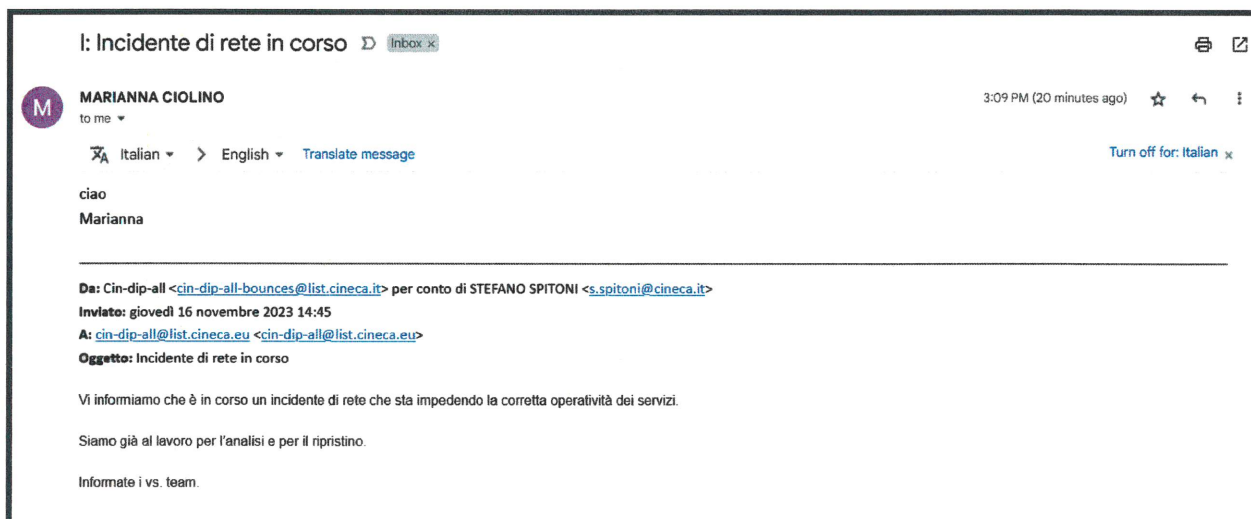 I: Incidente di rete in corso Inbox x
M
MARIANNA CIOLINO
3:09 PM (20 minutes ago)
to me
Italian > English Translate message
Turn off for: Italian x
ciao
Marianna
Da: Cin-dip-all <cin-dip-all-bounces@list.cineca.it> per conto di STEFANO SPITONI <s.spitoni@cineca.it>
Inviato: giovedì 16 novembre 2023 14:45
A: cin-dip-all@list.cineca.eu <cin-dip-all@list.cineca.eu>
Oggetto: Incidente di rete in corso
Vi informiamo che è in corso un incidente di rete che sta impedendo la corretta operatività dei servizi.
Siamo già al lavoro per l'analisi e per il ripristino.
Informate i vs. team.